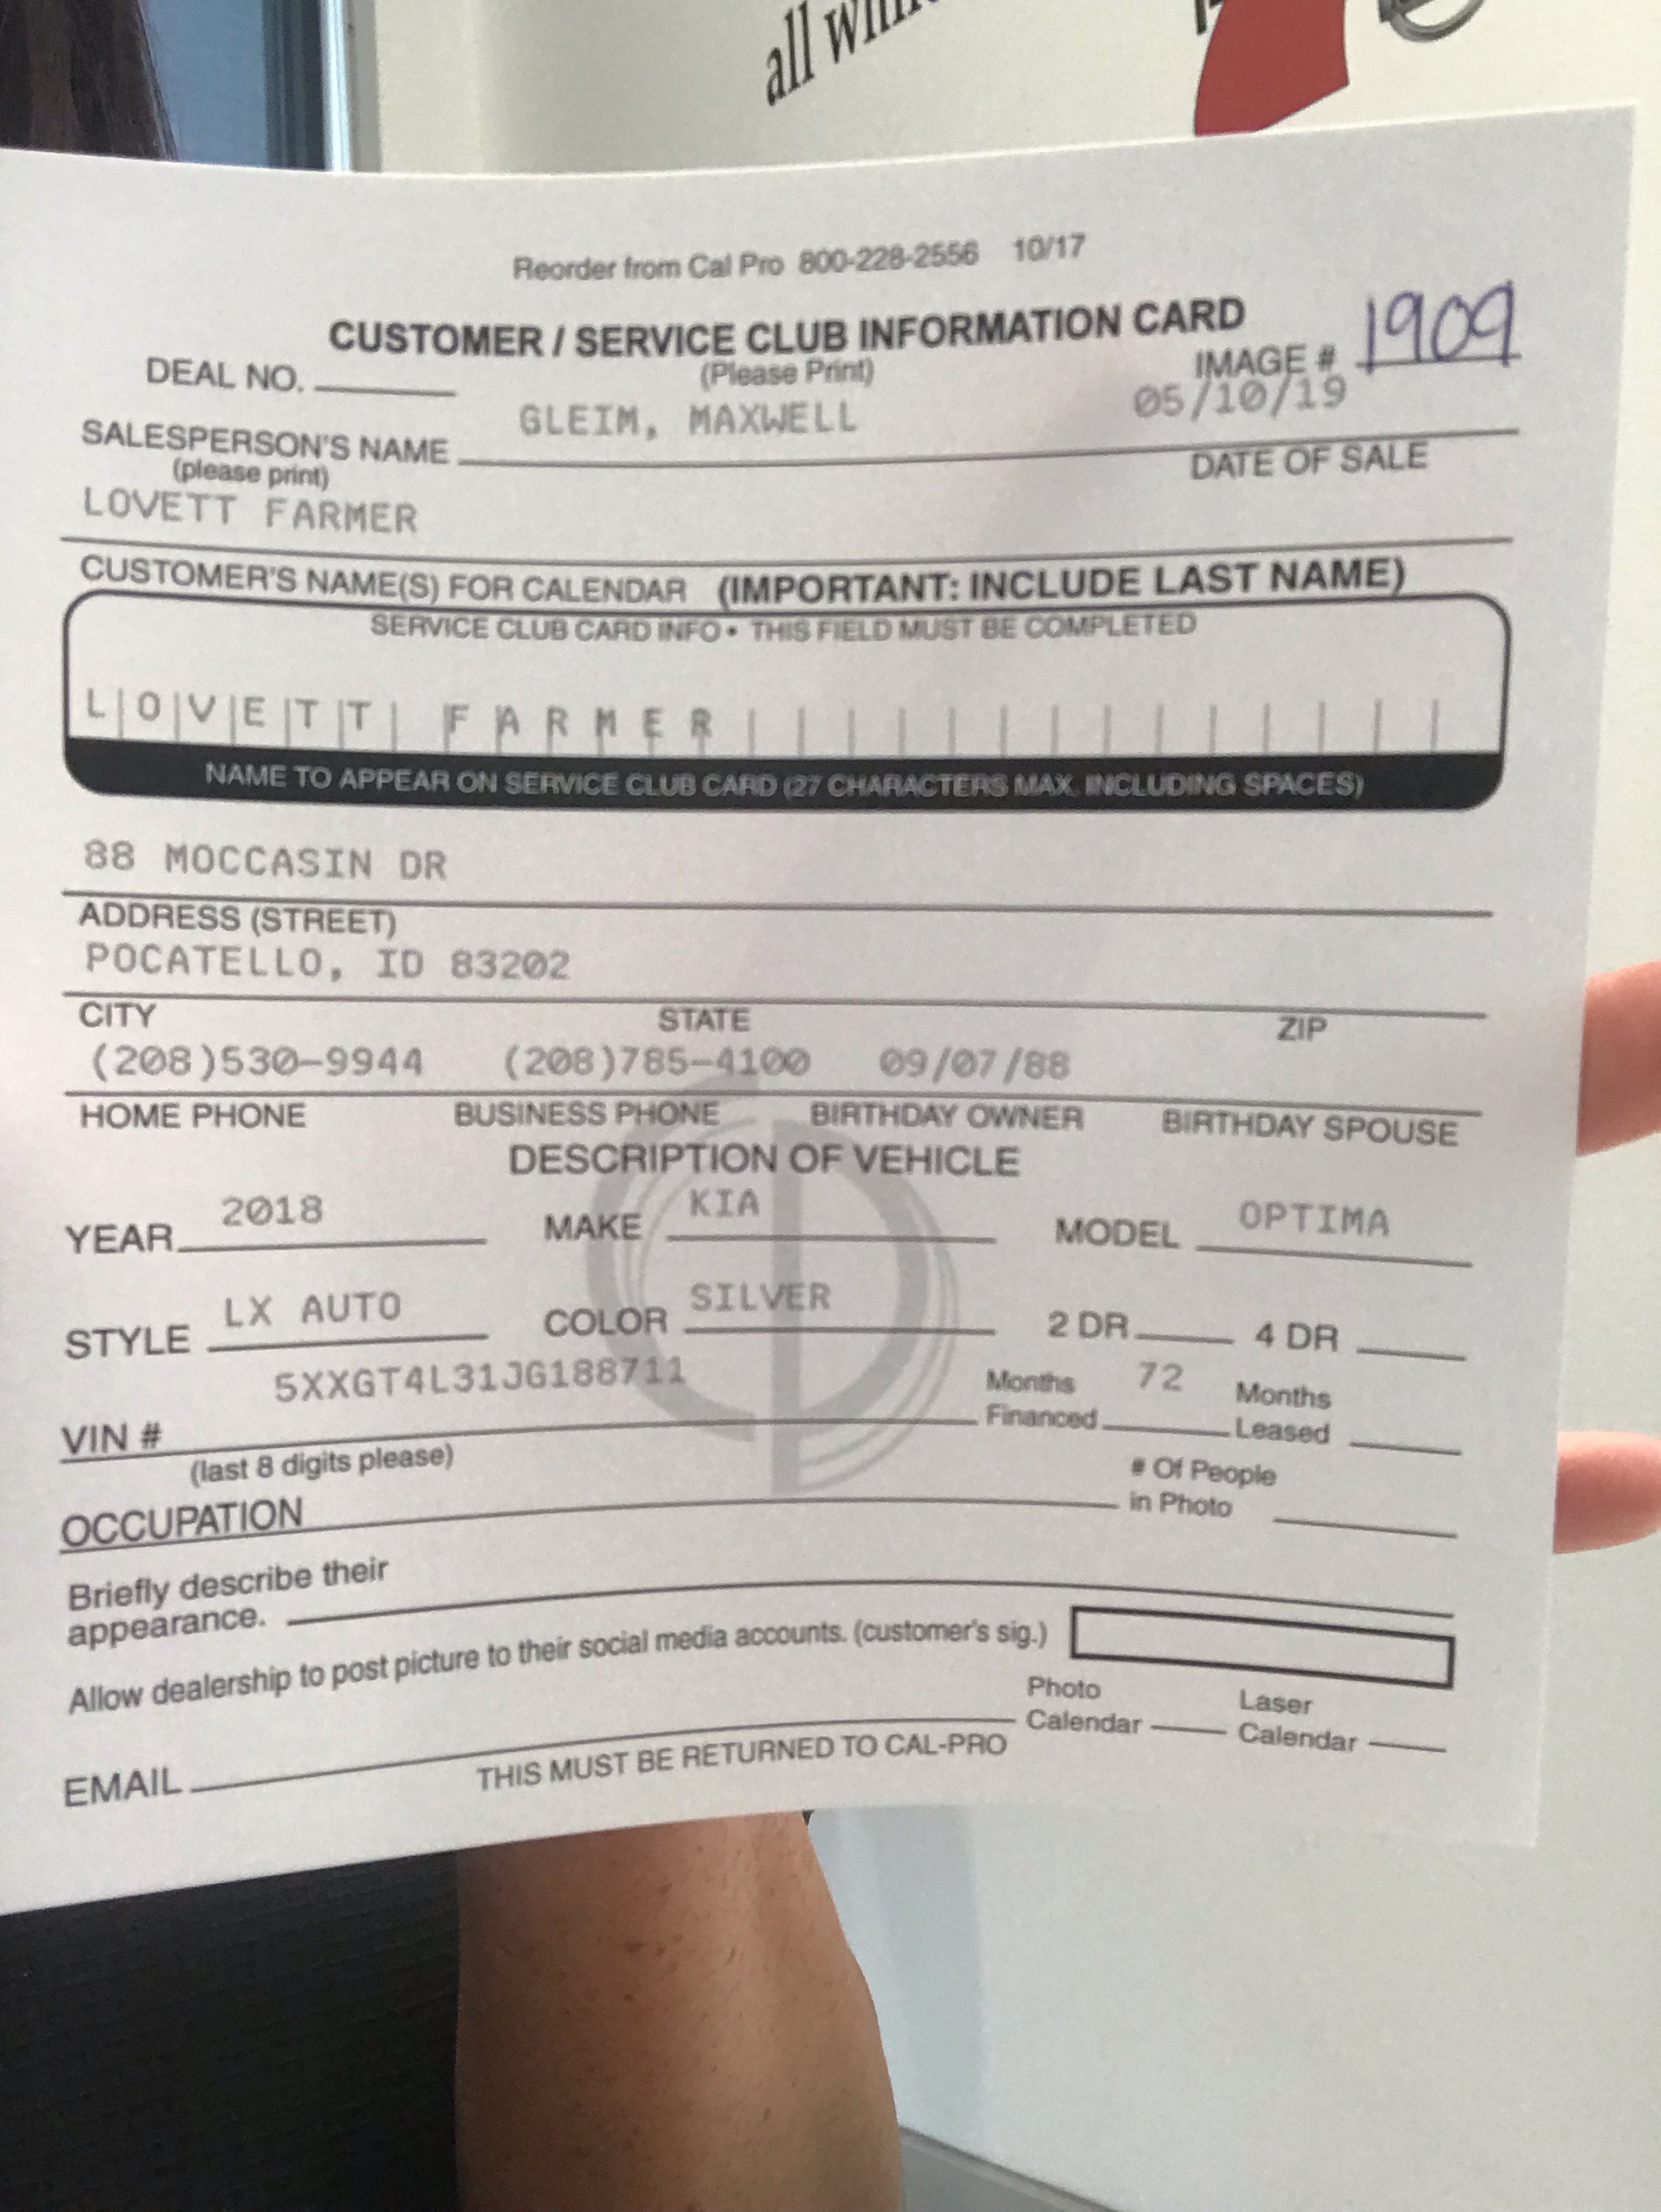 all
Reorder from Cal Pro 800-228-2556 10/17
CUSTOMER / SERVICE CLUB INFORMATION CARD
DEAL NO. (Please Print) IMAGE # 1909
SALESPERSON'S NAME GLEIM, MAXWELL 05/10/19
(please print) DATE OF SALE
LOVETT FARMER
CUSTOMER'S NAME(S) FOR CALENDAR (IMPORTANT: INCLUDE LAST NAME)
SERVICE CLUB CARD INFO • THIS FIELD MUST BE COMPLETED
LOVETT FARMER
NAME TO APPEAR ON SERVICE CLUB CARD (27 CHARACTERS MAX. INCLUDING SPACES)
88 MOCCASIN DR
ADDRESS (STREET)
POCATELLO, ID 83202
CITY STATE ZIP
(208)530-9944 (208)785-4100 09/07/88
HOME PHONE BUSINESS PHONE BIRTHDAY OWNER BIRTHDAY SPOUSE
DESCRIPTION OF VEHICLE
YEAR 2018 MAKE KIA MODEL OPTIMA
STYLE LX AUTO COLOR SILVER 2 DR 4 DR
5XXGT4L31JG188711 Months 72 Months
VIN # Financed Leased
(last 8 digits please) # Of People
OCCUPATION in Photo
Briefly describe their
appearance.
Allow dealership to post picture to their social media accounts. (customer's sig.)
Photo Laser
Calendar Calendar
EMAIL THIS MUST BE RETURNED TO CAL-PRO